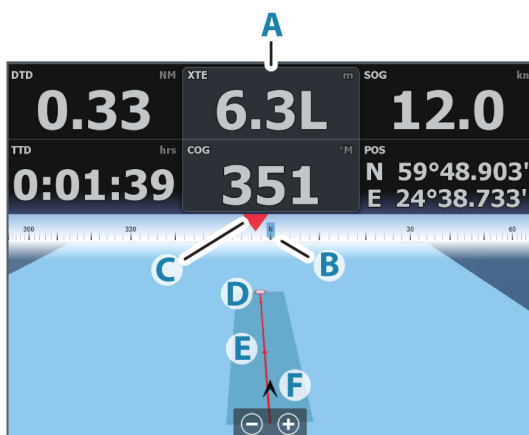 A
DTD NM XTE m SOG kn
0.33 6.3L 12.0
TTD hrs COG °M POS
0:01:39 351 N 59°48.903'
E 24°38.733'
300 330 N 30 60
C B
D
E
F